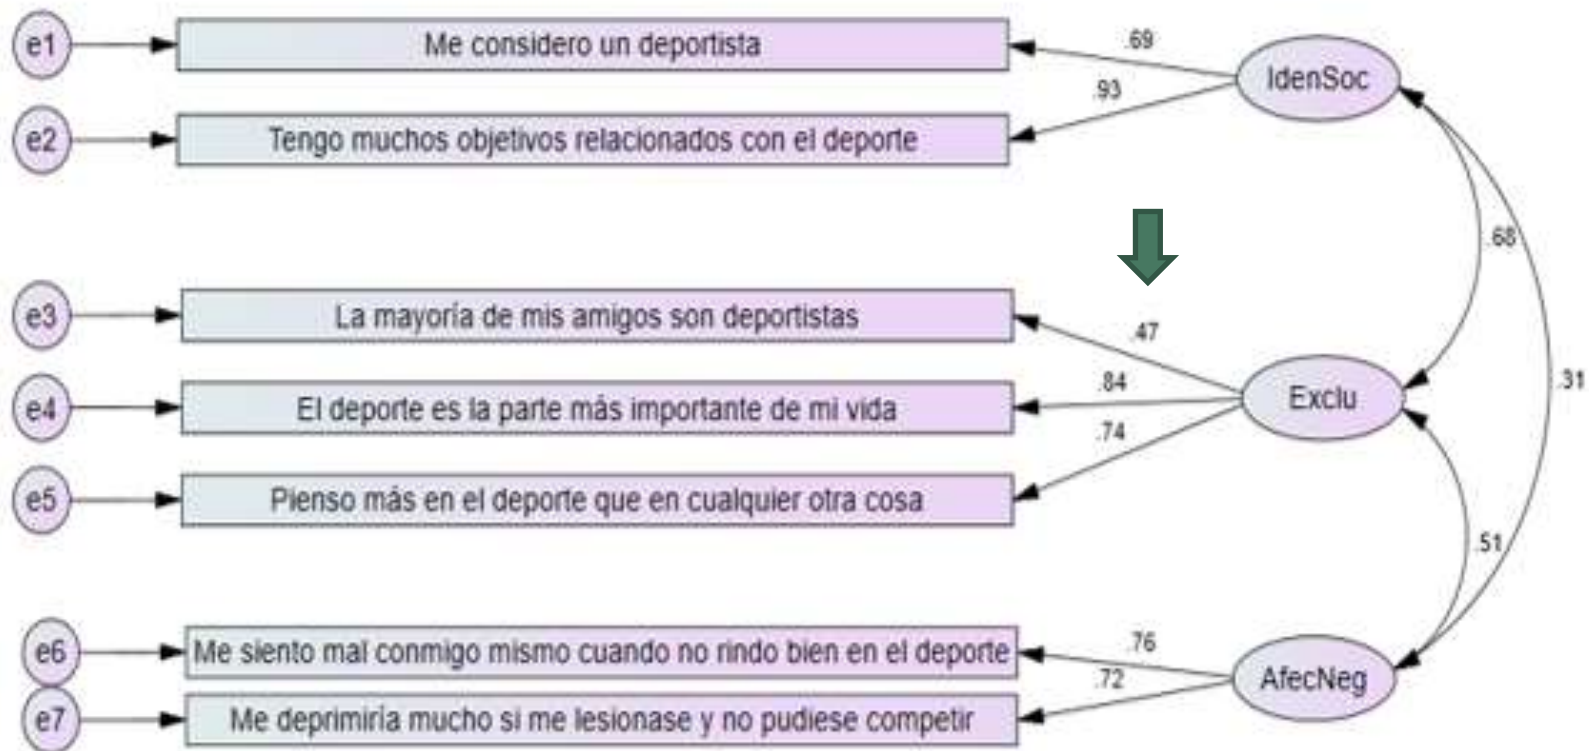 e1
Me considero un deportista
.69
IdenSoc
.93
e2
Tengo muchos objetivos relacionados con el deporte
.68
e3
La mayoría de mis amigos son deportistas
.47
.84
e4
El deporte es la parte más importante de mi vida
Exclu
.31
.74
e5
Pienso más en el deporte que en cualquier otra cosa
.51
e6
Me siento mal conmigo mismo cuando no rindo bien en el deporte
.76
.72
AfecNeg
e7
Me deprimiría mucho si me lesionase y no pudiese competir